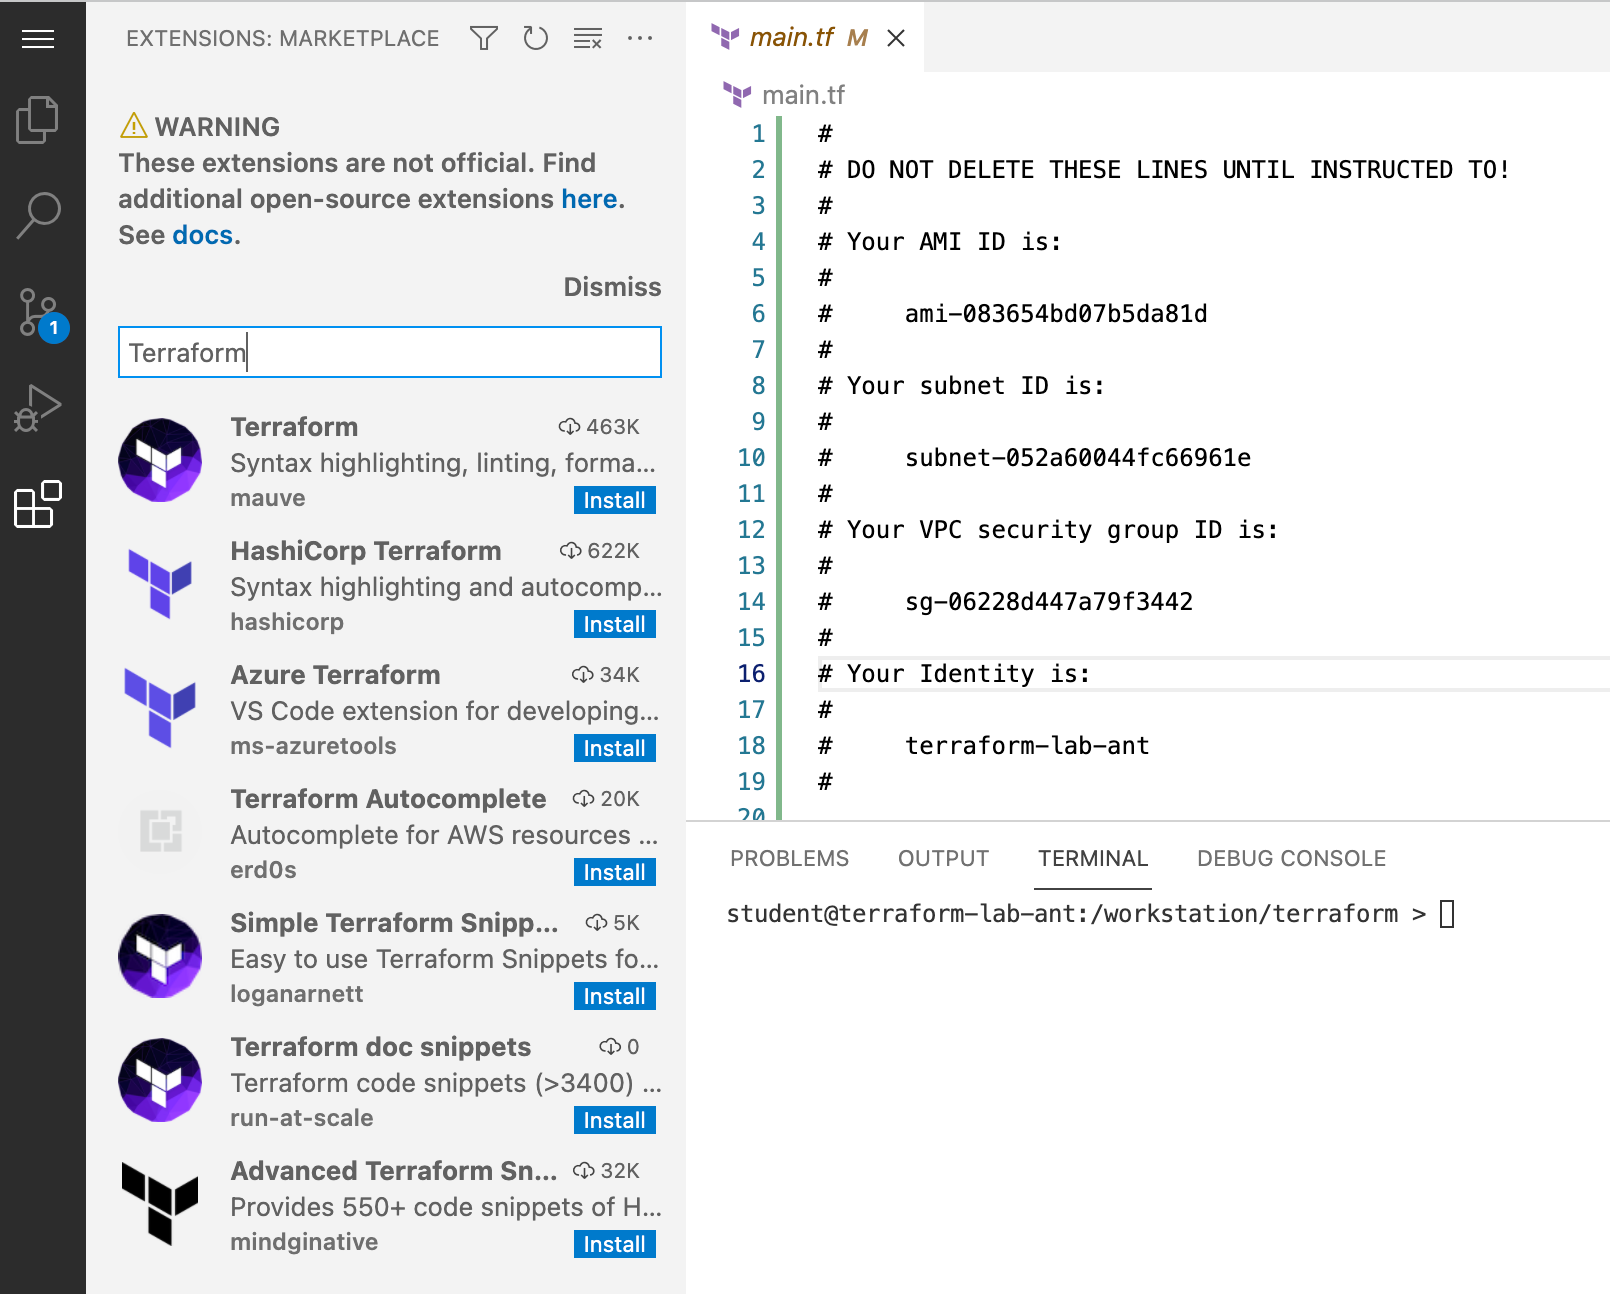 EXTENSIONS: MARKETPLACE
WARNING
These extensions are not official. Find
additional open-source extensions here.
See docs.
Dismiss
Terraform
Terraform 463K
Syntax highlighting, linting, forma...
mauve Install
HashiCorp Terraform 622K
Syntax highlighting and autocomp...
hashicorp Install
Azure Terraform 34K
VS Code extension for developing...
ms-azuretools Install
Terraform Autocomplete 20K
Autocomplete for AWS resources ...
erd0s Install
Simple Terraform Snipp... 5K
Easy to use Terraform Snippets fo...
loganarnett Install
Terraform doc snippets 0
Terraform code snippets (>3400) ...
run-at-scale Install
Advanced Terraform Sn... 32K
Provides 550+ code snippets of H...
mindginative Install
1
main.tf M
main.tf
1 #
2 # DO NOT DELETE THESE LINES UNTIL INSTRUCTED TO!
3 #
4 # Your AMI ID is:
5 #
6 #     ami-083654bd07b5da81d
7 #
8 # Your subnet ID is:
9 #
10 #     subnet-052a60044fc66961e
11 #
12 # Your VPC security group ID is:
13 #
14 #     sg-06228d447a79f3442
15 #
16 # Your Identity is:
17 #
18 #     terraform-lab-ant
19 #
20
PROBLEMS OUTPUT TERMINAL DEBUG CONSOLE
student@terraform-lab-ant:/workstation/terraform >